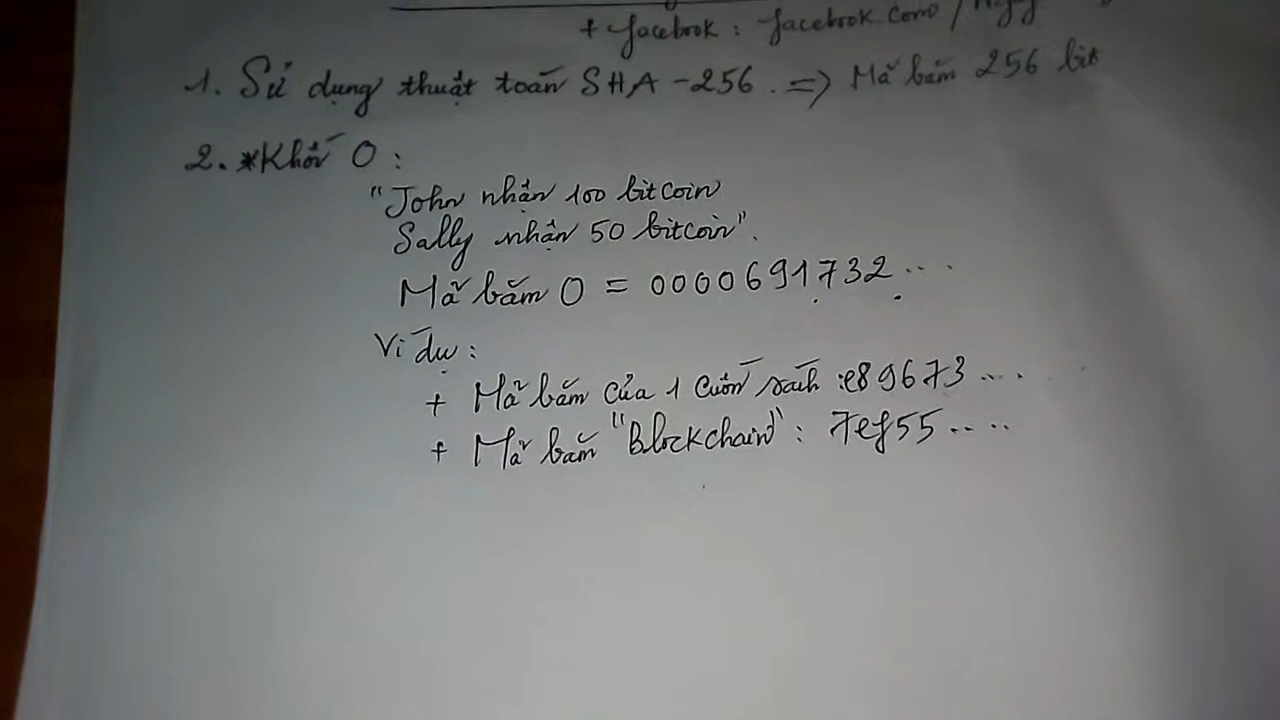 + facebook: facebook.com/
1. Sử dụng thuật toán SHA-256. => Mã băm 256 bit
2. *Khối 0:
"John nhận 100 bitcoin
Sally nhận 50 bitcoin".
Mã băm 0 = 0000691732....
Ví dụ:
+ Mã băm của 1 cuốn sách: e89673....
+ Mã băm "Blockchain": 7ef55....